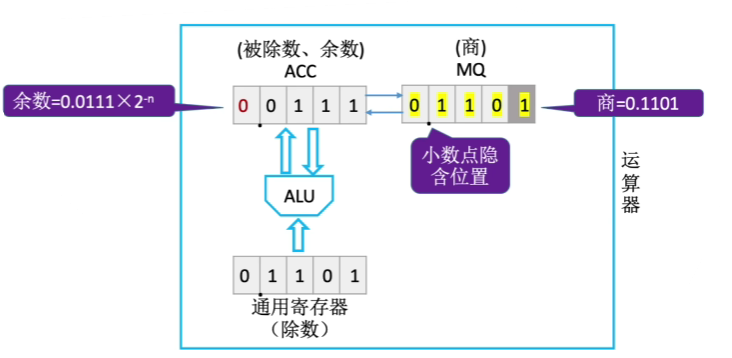 (被除数、余数)
ACC
(商)
MQ
余数=0.0111×2⁻ⁿ
0 0 1 1 1
0 1 1 0 1
商=0.1101
小数点隐
含位置
ALU
运
算
器
0 1 1 0 1
通用寄存器
(除数)